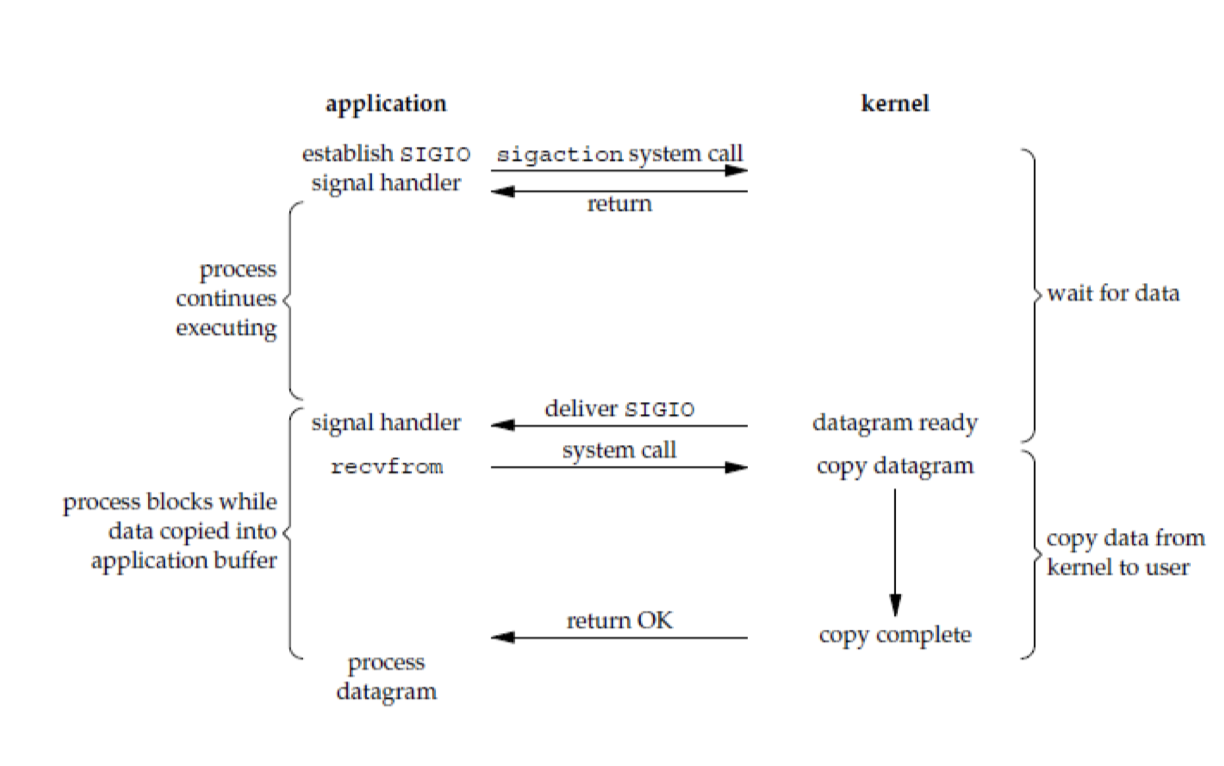 application
kernel
establish SIGIO
signal handler
sigaction system call
return
process
continues
executing
wait for data
signal handler
deliver SIGIO
datagram ready
recvfrom
system call
copy datagram
process blocks while
data copied into
application buffer
copy data from
kernel to user
return OK
copy complete
process
datagram